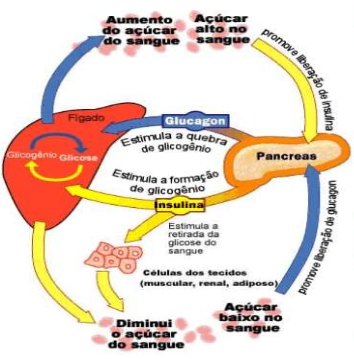 Aumento
do açúcar
do sangue
Açúcar
alto no
sangue
promove liberação de insulina
Fígado
Glucagon
Estimula a quebra
de glicogênio
Glicogênio Glicose
Pancreas
Estimula a formação
de glicogênio
Insulina
Estimula a
retirada da
glicose do
sangue
promove liberação de glucagon
Células dos tecidos
(muscular, renal, adiposo)
Açúcar
baixo no
sangue
Diminui
o açúcar
do sangue